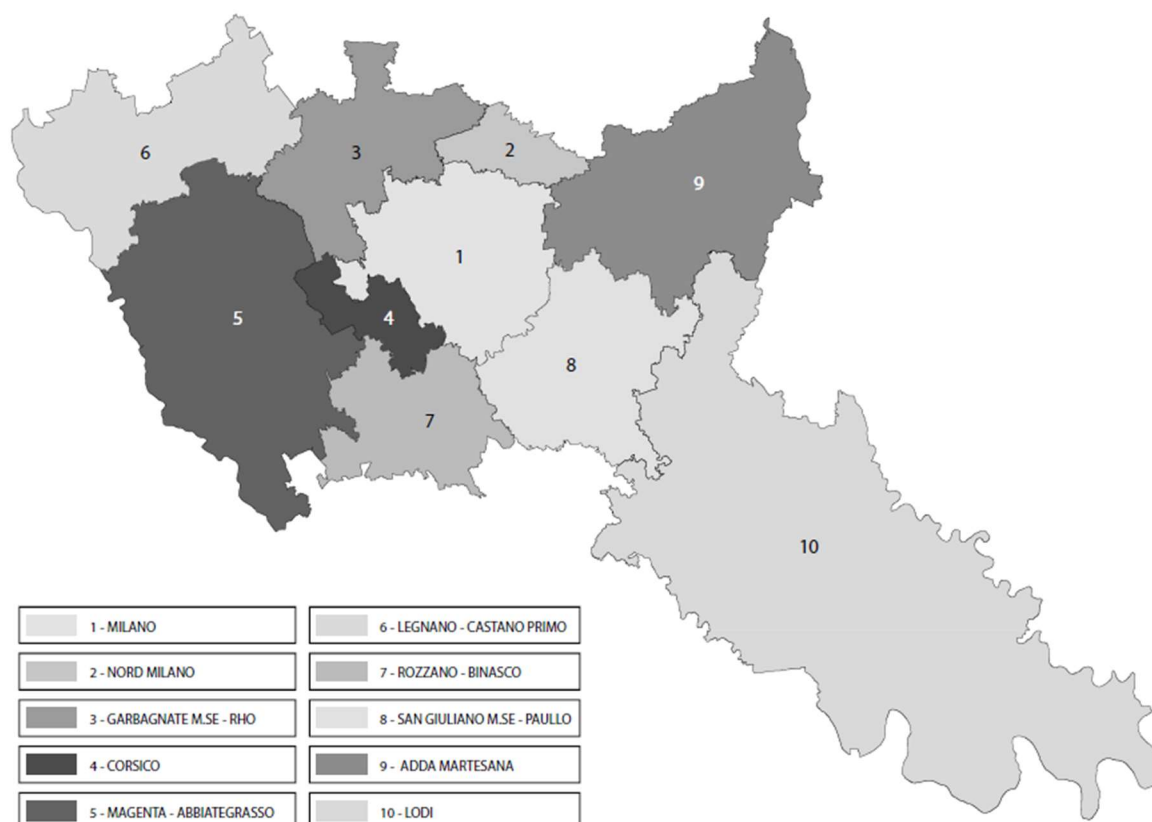 6
3
2
9
1
5
4
8
7
10
1 - MILANO
2 - NORD MILANO
3 - GARBAGNATE M.SE - RHO
4 - CORSICO
5 - MAGENTA - ABBIATEGRASSO
6 - LEGNANO - CASTANO PRIMO
7 - ROZZANO - BINASCO
8 - SAN GIULIANO M.SE - PAULLO
9 - ADDA MARTESANA
10 - LODI